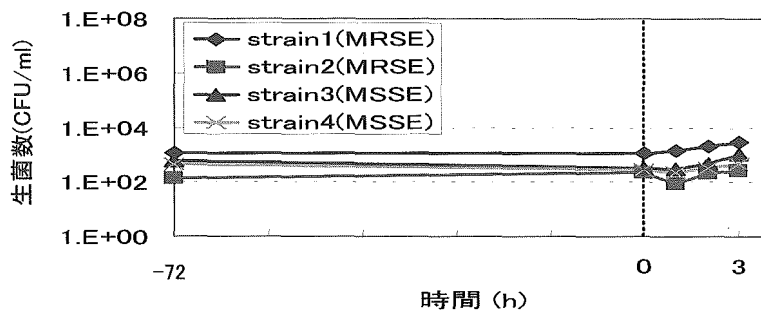 1.E+08
1.E+06
1.E+04
1.E+02
1.E+00
生菌数(CFU/ml)
strain1(MRSE)
strain2(MRSE)
strain3(MSSE)
strain4(MSSE)
-72
0
3
時間 (h)